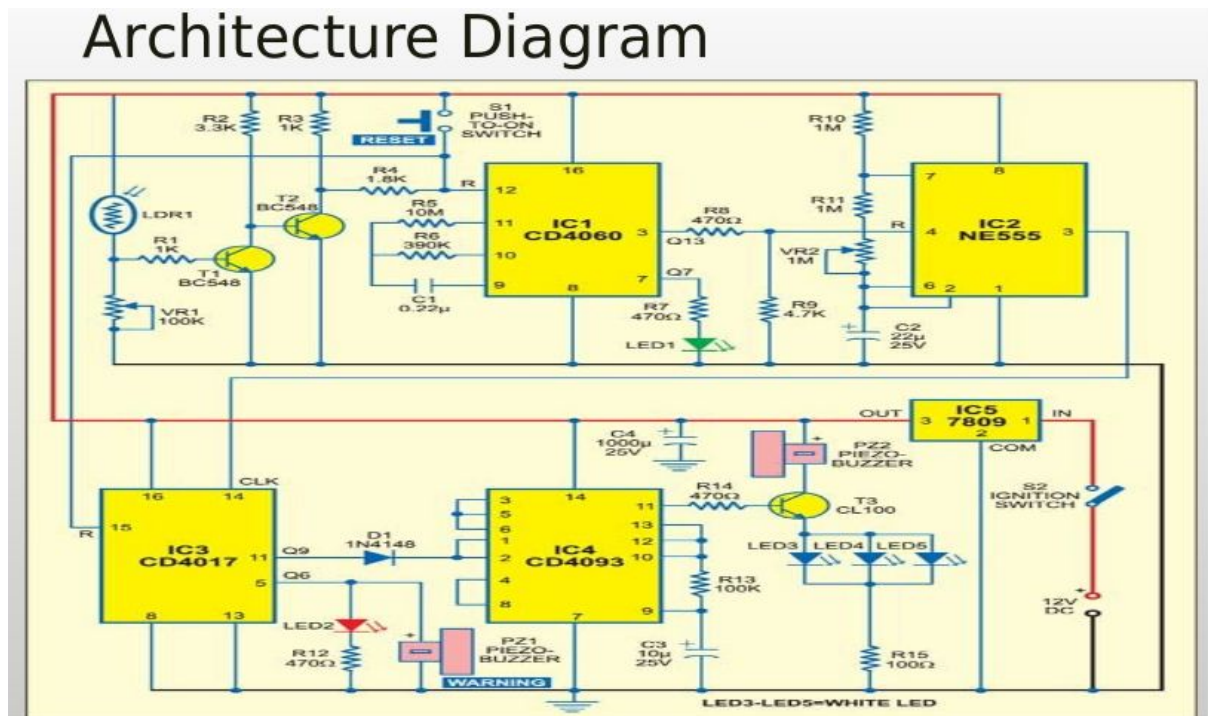 Architecture Diagram
R2
3.3K
R3
1K
S1
PUSH-
TO-ON
SWITCH
RESET
R10
1M
R4
1.8K
R
12
16
IC1
CD4060
11
10
9
3
7
8
Q13
Q7
R5
10M
R6
390K
C1
0.22µ
LDR1
T2
BC548
R1
1K
T1
BC548
VR1
100K
R8
470Ω
R7
470Ω
LED1
R9
4.7K
R11
1M
VR2
1M
R
7
4
6
2
8
IC2
NE555
3
1
C2
22µ
25V
+
OUT
3
IC5
7809
1
IN
2
COM
C4
1000µ
25V
+
PZ2
PIEZO-
BUZZER
+
S2
IGNITION
SWITCH
12V
DC
+
CLK
16
14
R
15
IC3
CD4017
11
Q9
5
Q6
8
13
D1
1N4148
LED2
R12
470Ω
+
PZ1
PIEZO-
BUZZER
WARNING
3
5
6
1
2
4
8
14
IC4
CD4093
7
11
13
12
10
9
R14
470Ω
T3
CL100
LED3
LED4
LED5
R13
100K
C3
10µ
25V
+
R15
100Ω
LED3-LED5=WHITE LED